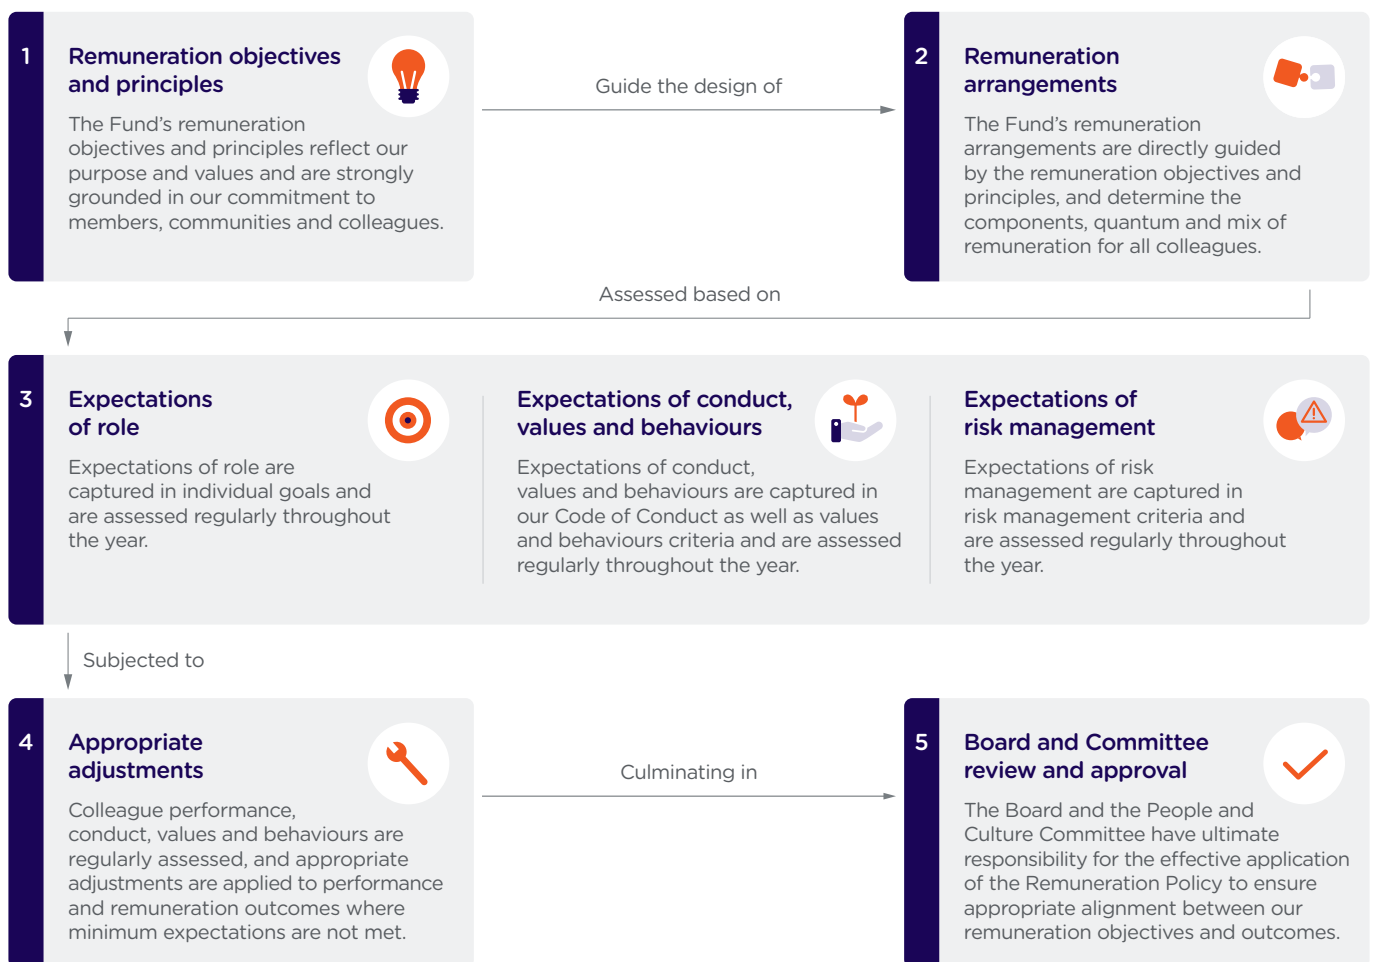 1
Remuneration objectives
and principles
The Fund's remuneration
objectives and principles reflect our
purpose and values and are strongly
grounded in our commitment to
members, communities and colleagues.
Guide the design of
2
Remuneration
arrangements
The Fund's remuneration
arrangements are directly guided
by the remuneration objectives and
principles, and determine the
components, quantum and mix of
remuneration for all colleagues.
Assessed based on
3
Expectations
of role
Expectations of role are
captured in individual goals and
are assessed regularly throughout
the year.
Expectations of conduct,
values and behaviours
Expectations of conduct,
values and behaviours are captured in
our Code of Conduct as well as values
and behaviours criteria and are assessed
regularly throughout the year.
Expectations of
risk management
Expectations of risk
management are captured in
risk management criteria and
are assessed regularly throughout
the year.
Subjected to
4
Appropriate
adjustments
Colleague performance,
conduct, values and behaviours are
regularly assessed, and appropriate
adjustments are applied to performance
and remuneration outcomes where
minimum expectations are not met.
Culminating in
5
Board and Committee
review and approval
The Board and the People and
Culture Committee have ultimate
responsibility for the effective application
of the Remuneration Policy to ensure
appropriate alignment between our
remuneration objectives and outcomes.